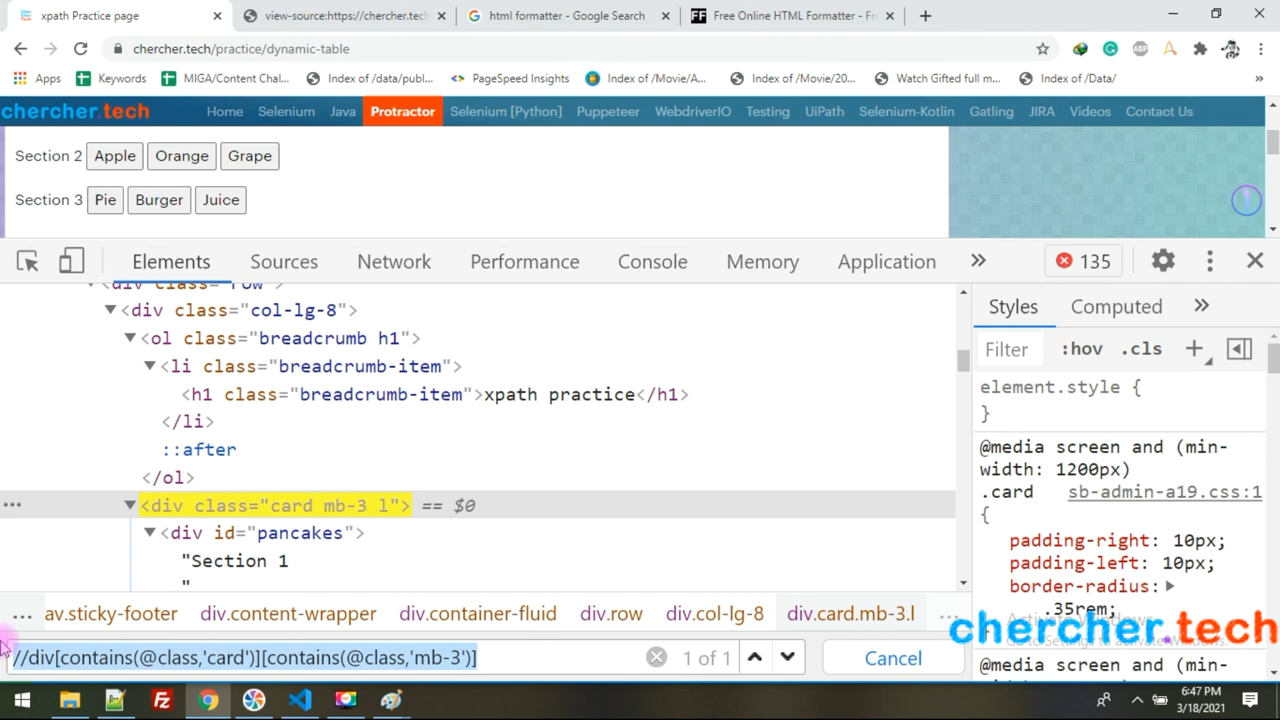 xpath Practice page
view-source:https://chercher.tech
html formatter - Google Search
Free Online HTML Formatter - Fr
chercher.tech/practice/dynamic-table
ABP
Apps
Keywords
MIGA/Content Chal...
Index of /data/publ...
PageSpeed Insights
Index of /Movie/A...
Index of /Movie/20...
Watch Gifted full m...
Index of /Data/
»
chercher.tech
Home
Selenium
Java
Protractor
Selenium [Python]
Puppeteer
WebdriverIO
Testing
UiPath
Selenium-Kotlin
Gatling
JIRA
Videos
Contact Us
Section 2 Apple Orange Grape
Section 3 Pie Burger Juice
Elements
Sources
Network
Performance
Console
Memory
Application
»
135
<div class="row">
<div class="col-lg-8">
<ol class="breadcrumb h1">
<li class="breadcrumb-item">
<h1 class="breadcrumb-item">xpath practice</h1>
</li>
::after
</ol>
... <div class="card mb-3 l"> == $0
<div id="pancakes">
"Section 1
"
... av.sticky-footer div.content-wrapper div.container-fluid div.row div.col-lg-8 div.card.mb-3.l ...
//div[contains(@class,'card')][contains(@class,'mb-3')]
1 of 1
Cancel
Styles
Computed
»
Filter
:hov
.cls
+
element.style {
}
@media screen and (min-
width: 1200px)
.card sb-admin-a19.css:1
{
padding-right: 10px;
padding-left: 10px;
border-radius:
.35rem;
chercher.tech
@media screen and (min-
6:47 PM
3/18/2021